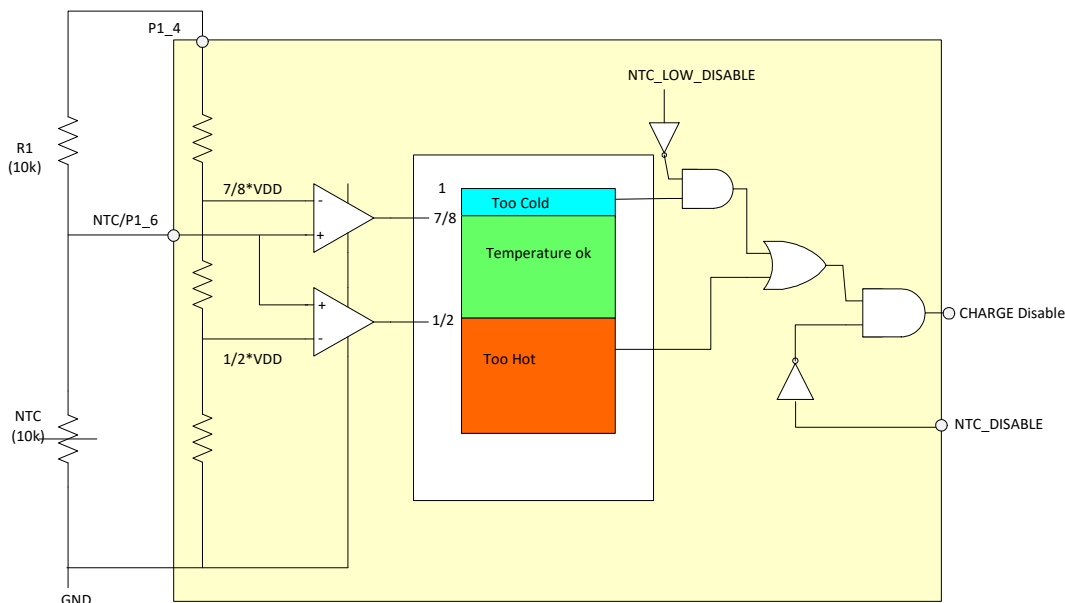 P1_4
NTC_LOW_DISABLE
R1
(10k)
7/8*VDD
1
Too Cold
NTC/P1_6
-
+
7/8
Temperature ok
+
-
1/2
CHARGE Disable
1/2*VDD
Too Hot
NTC
(10k)
NTC_DISABLE
GND